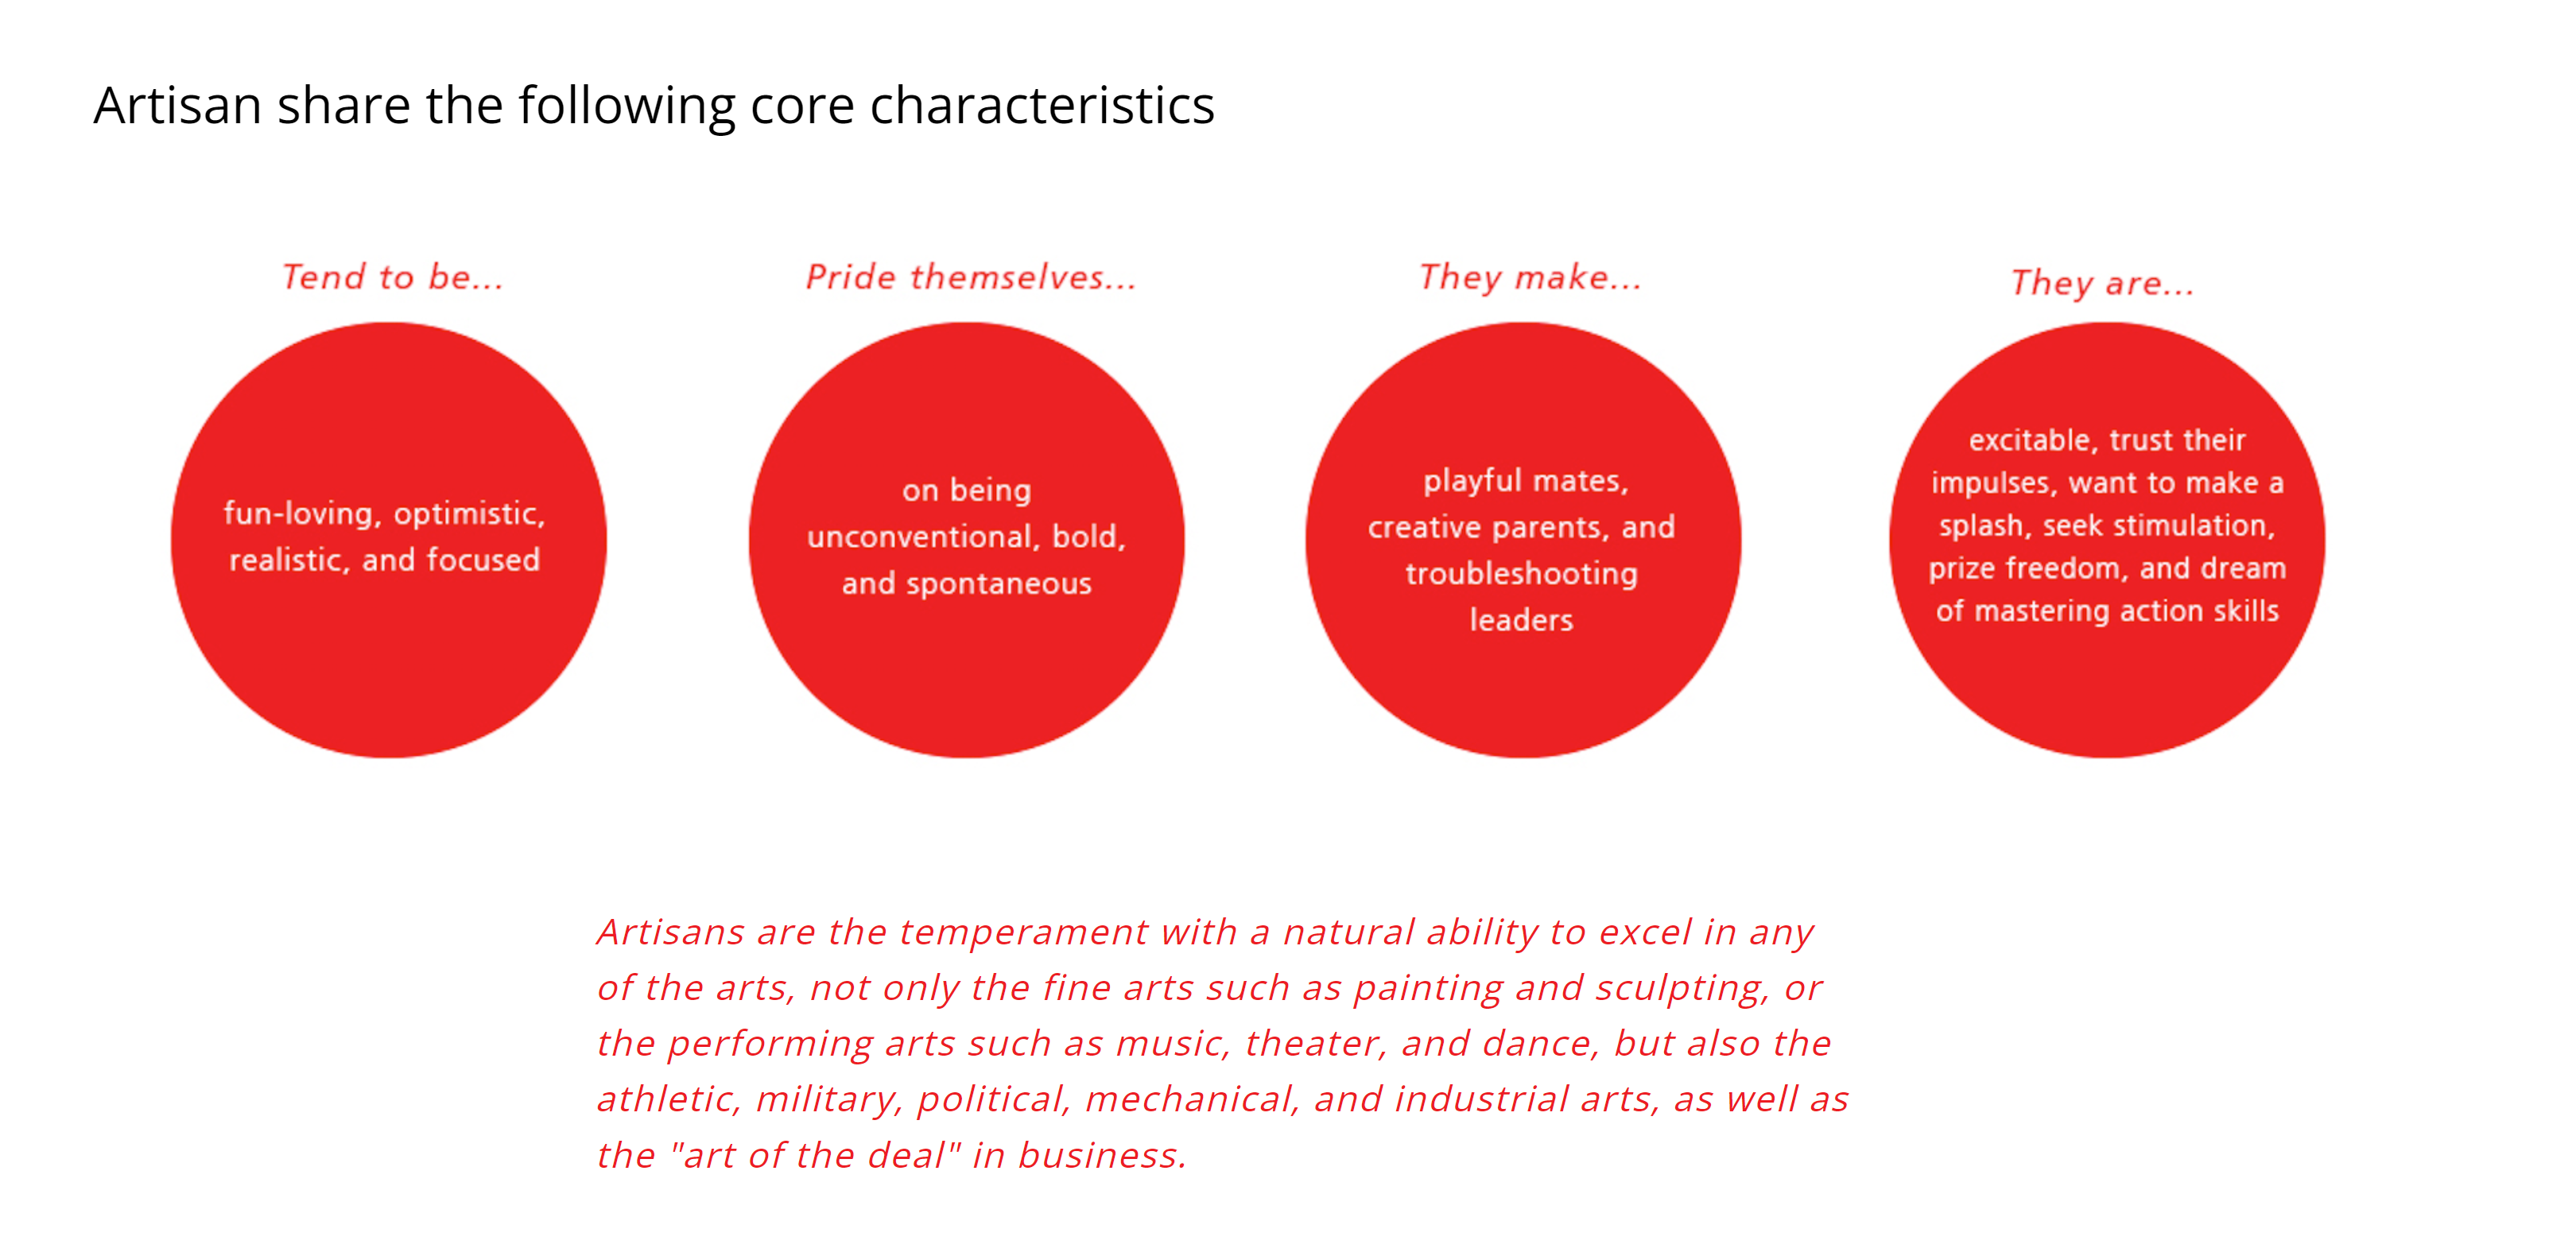 Artisan share the following core characteristics
Tend to be...
fun-loving, optimistic,
realistic, and focused
Pride themselves...
on being
unconventional, bold,
and spontaneous
They make...
playful mates,
creative parents, and
troubleshooting
leaders
They are...
excitable, trust their
impulses, want to make a
splash, seek stimulation,
prize freedom, and dream
of mastering action skills
Artisans are the temperament with a natural ability to excel in any
of the arts, not only the fine arts such as painting and sculpting, or
the performing arts such as music, theater, and dance, but also the
athletic, military, political, mechanical, and industrial arts, as well as
the "art of the deal" in business.